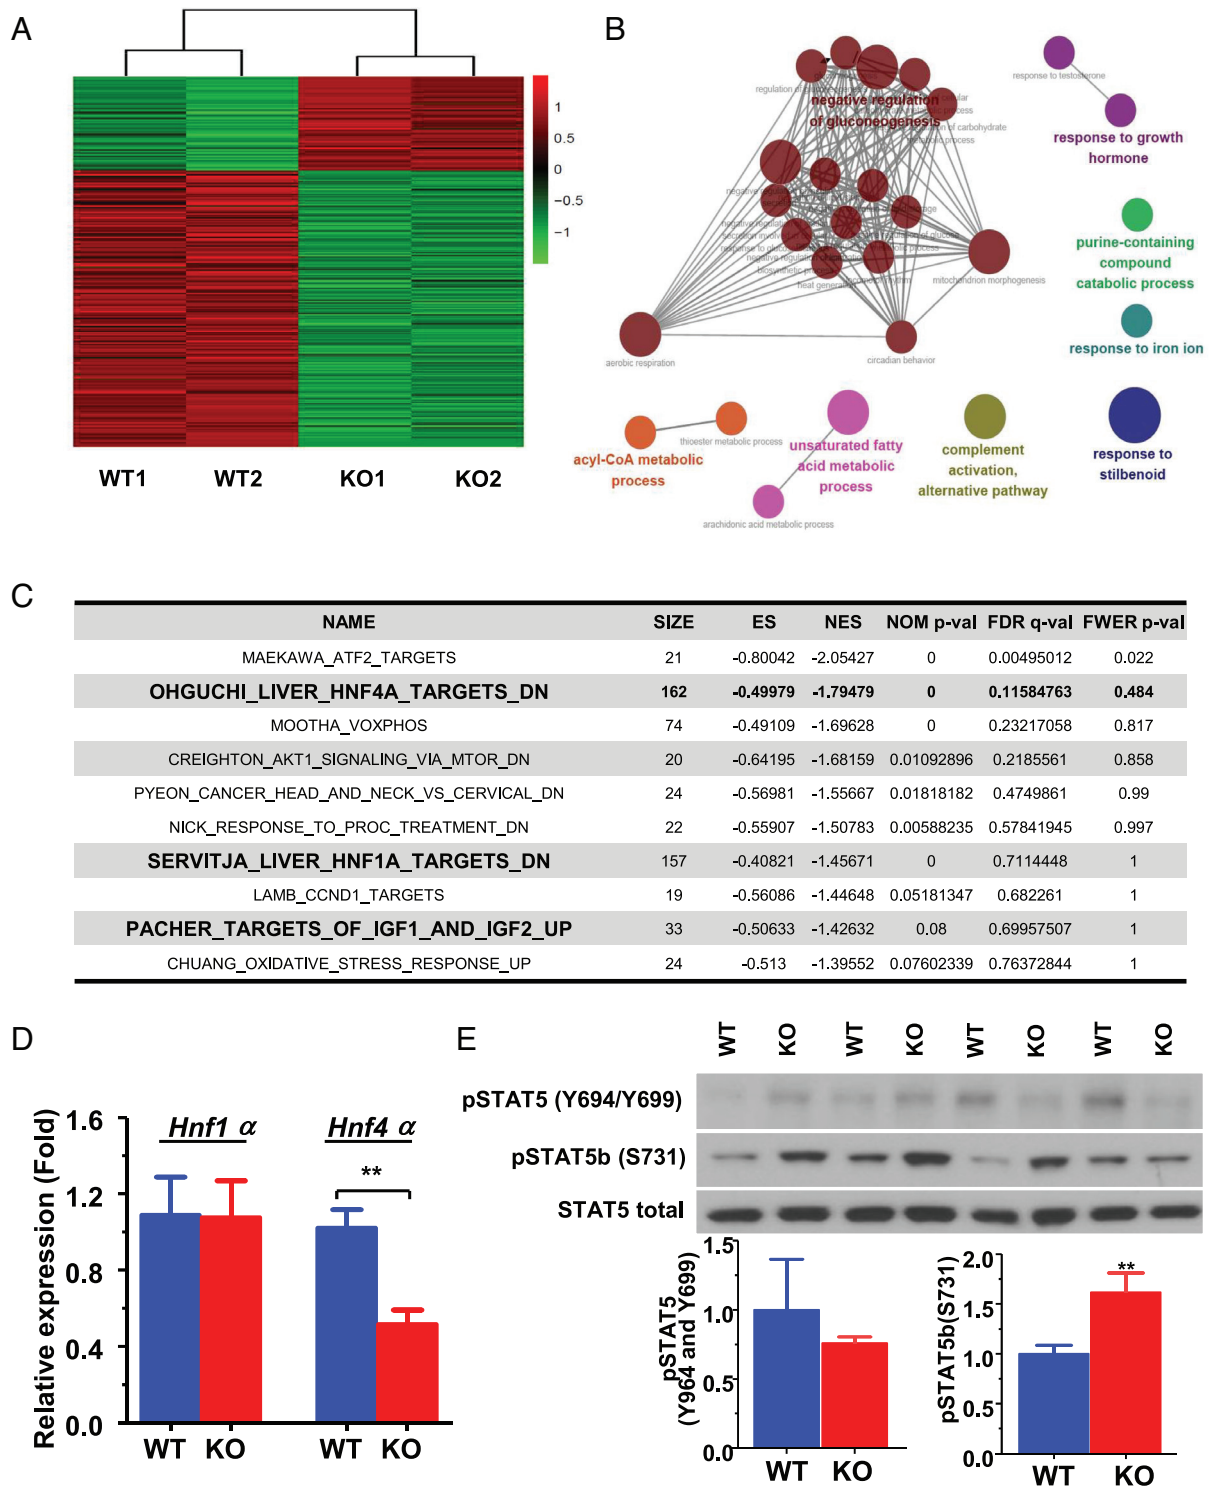 A
1
0.5
0
−0.5
−1
WT1
WT2
KO1
KO2
B
response to testosterone
response to growth
hormone
regulation of gluconeogenesis
negative regulation
of gluconeogenesis
purine-containing
compound
catabolic process
response to iron ion
mitochondrion morphogenesis
heat generation
aerobic respiration
circadian behavior
thioester metabolic process
acyl-CoA metabolic
process
unsaturated fatty
acid metabolic
process
arachidonic acid metabolic process
complement
activation,
alternative pathway
response to
stilbenoid
C
NAME SIZE ES NES NOM p-val FDR q-val FWER p-val
MAEKAWA_ATF2_TARGETS 21 -0.80042 -2.05427 0 0.00495012 0.022
OHGUCHI_LIVER_HNF4A_TARGETS_DN 162 -0.49979 -1.79479 0 0.11584763 0.484
MOOTHA_VOXPHOS 74 -0.49109 -1.69628 0 0.23217058 0.817
CREIGHTON_AKT1_SIGNALING_VIA_MTOR_DN 20 -0.64195 -1.68159 0.01092896 0.2185561 0.858
PYEON_CANCER_HEAD_AND_NECK_VS_CERVICAL_DN 24 -0.56981 -1.55667 0.01818182 0.4749861 0.99
NICK_RESPONSE_TO_PROC_TREATMENT_DN 22 -0.55907 -1.50783 0.00588235 0.57841945 0.997
SERVITJA_LIVER_HNF1A_TARGETS_DN 157 -0.40821 -1.45671 0 0.7114448 1
LAMB_CCND1_TARGETS 19 -0.56086 -1.44648 0.05181347 0.682261 1
PACHER_TARGETS_OF_IGF1_AND_IGF2_UP 33 -0.50633 -1.42632 0.08 0.69957507 1
CHUANG_OXIDATIVE_STRESS_RESPONSE_UP 24 -0.513 -1.39552 0.07602339 0.76372844 1
D
Relative expression (Fold)
1.6
1.2
0.8
0.4
0.0
Hnf1 α
Hnf4 α
**
WT KO WT KO
E
WT KO WT KO WT KO WT KO
pSTAT5 (Y694/Y699)
pSTAT5b (S731)
STAT5 total
pSTAT5
(Y964 and Y699)
1.5
1.0
0.5
0.0
WT KO
pSTAT5b(S731)
2.0
1.5
1.0
0.5
0.0
**
WT KO